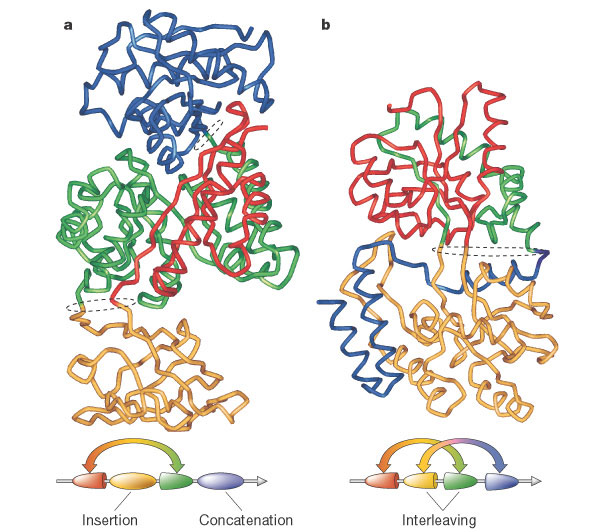 a
b
Insertion
Concatenation
Interleaving